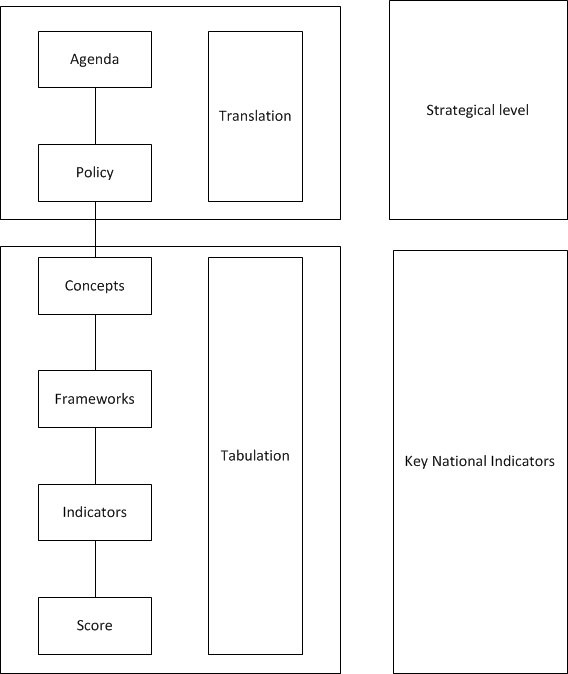 Agenda
Translation
Strategical level
Policy
Concepts
Frameworks
Tabulation
Key National Indicators
Indicators
Score